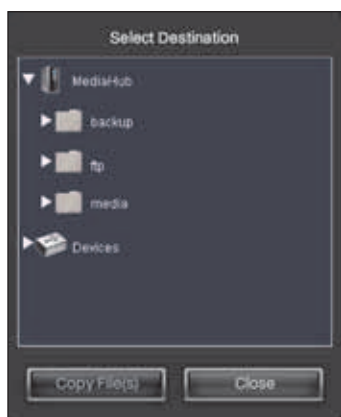 Select Destination
MediaHub
backup
ftp
media
Devices
Copy File(s)
Close